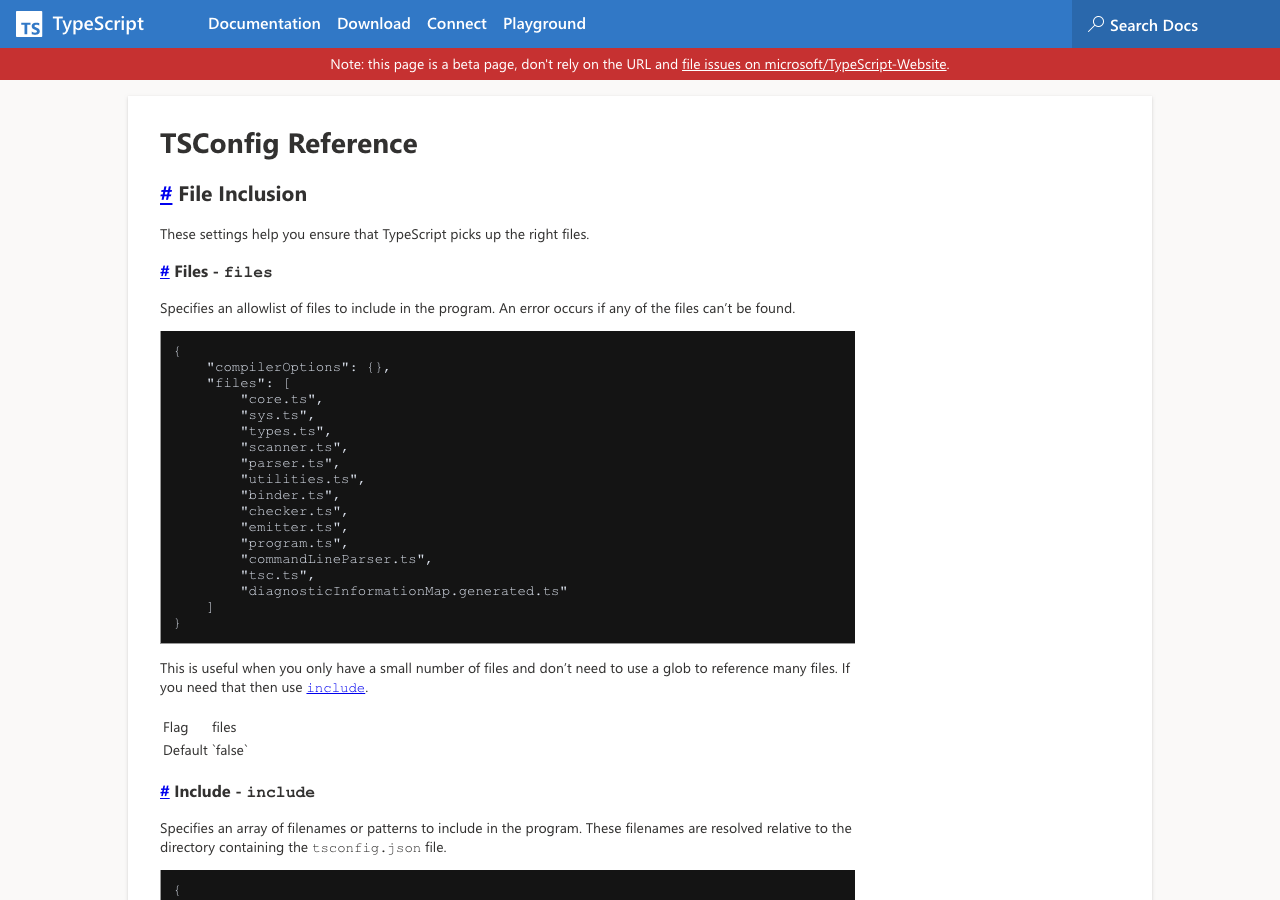 TS TypeScript Documentation Download Connect Playground Search Docs
Note: this page is a beta page, don't rely on the URL and file issues on microsoft/TypeScript-Website.
TSConfig Reference
# File Inclusion
These settings help you ensure that TypeScript picks up the right files.
# Files - files
Specifies an allowlist of files to include in the program. An error occurs if any of the files can’t be found.
{
    "compilerOptions": {},
    "files": [
        "core.ts",
        "sys.ts",
        "types.ts",
        "scanner.ts",
        "parser.ts",
        "utilities.ts",
        "binder.ts",
        "checker.ts",
        "emitter.ts",
        "program.ts",
        "commandLineParser.ts",
        "tsc.ts",
        "diagnosticInformationMap.generated.ts"
    ]
}
This is useful when you only have a small number of files and don’t need to use a glob to reference many files. If
you need that then use include.
Flag files
Default `false`
# Include - include
Specifies an array of filenames or patterns to include in the program. These filenames are resolved relative to the
directory containing the tsconfig.json file.
{